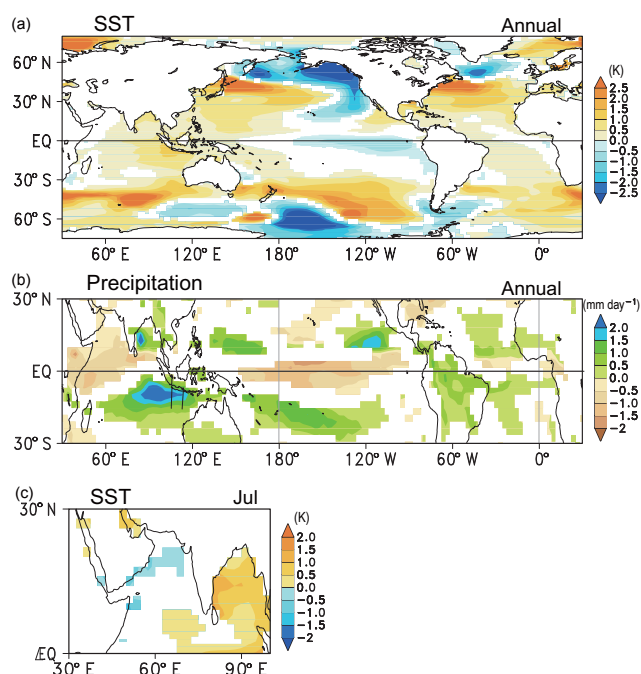 (a) SST Annual
60° N
30° N
EQ
30° S
60° S
60° E 120° E 180° 120° W 60° W 0°
(K)
2.5
2.0
1.5
1.0
0.5
0.0
−0.5
−1.0
−1.5
−2.0
−2.5
(b) Precipitation Annual
30° N
EQ
30° S
60° E 120° E 180° 120° W 60° W 0°
(mm day⁻¹)
2.0
1.5
1.0
0.5
0.0
−0.5
−1.0
−1.5
−2
(c) SST Jul
30° N
EQ
30° E 60° E 90° E
(K)
2.0
1.5
1.0
0.5
0.0
−0.5
−1.0
−1.5
−2